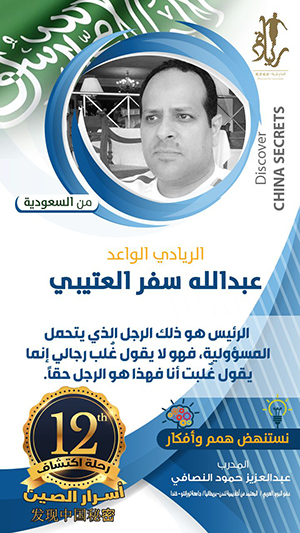 ريادة
Discover
CHINA SECRETS
من السعودية
الريادي الواعد
عبدالله سفر العتيبي
الرئيس هو ذلك الرجل الذي يتحمل
المسؤولية، فهو لا يقول غُلب رجالي إنما
يقول غُلبت أنا فهذا هو الرجل حقاً.
12th
رحلة اكتشاف
أسرار الصين
发现中国秘密
نستنهض همم وأفكار
المدرب
عبدالعزيز حمود النصافي